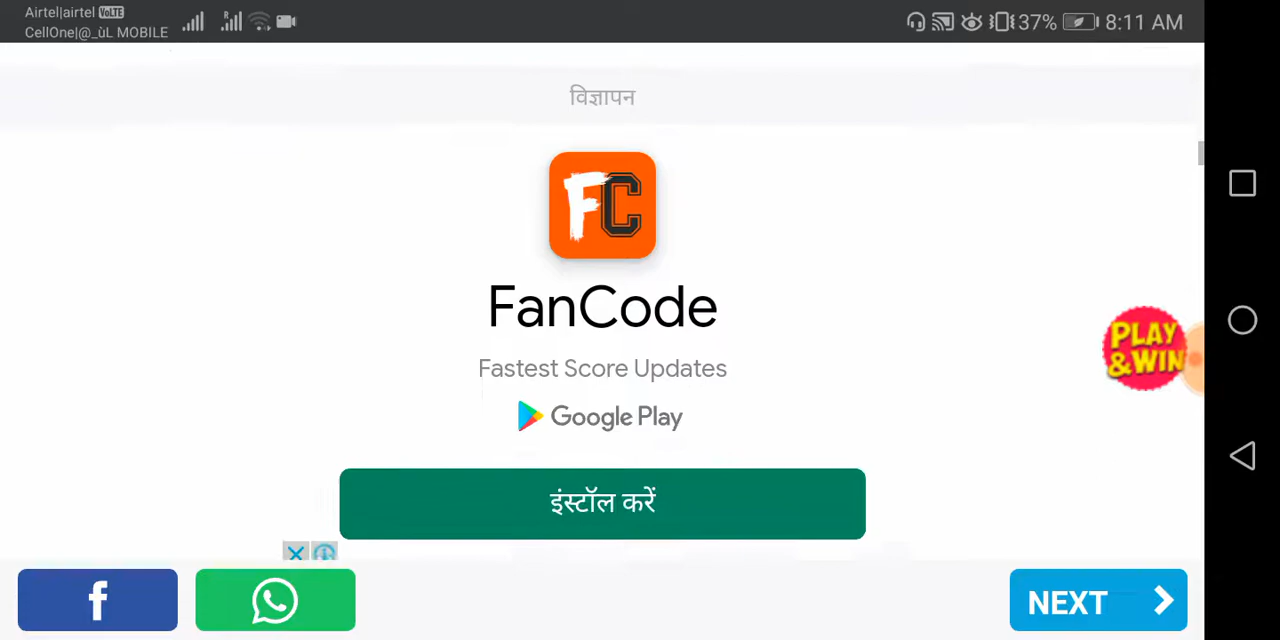 Airtel|airtel VoLTE
CellOne|@_ùL MOBILE
R
37%
8:11 AM
विज्ञापन
FC
FanCode
Fastest Score Updates
Google Play
PLAY
&WIN
इंस्टॉल करें
f
NEXT